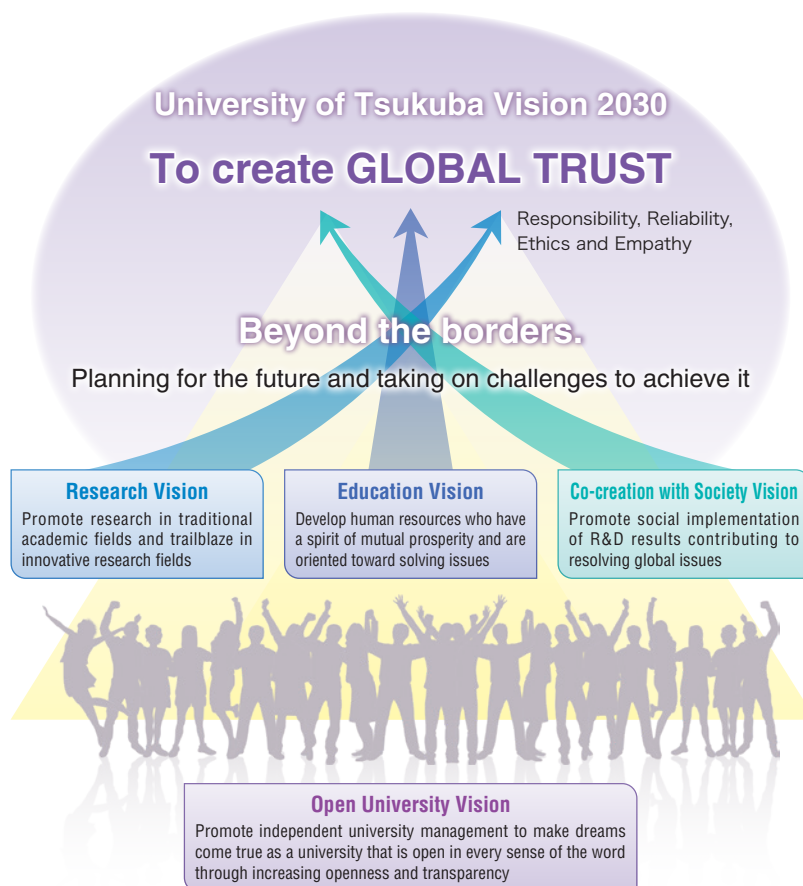 University of Tsukuba Vision 2030
To create GLOBAL TRUST
Responsibility, Reliability,
Ethics and Empathy
Beyond the borders.
Planning for the future and taking on challenges to achieve it
Research Vision
Promote research in traditional
academic fields and trailblaze in
innovative research fields
Education Vision
Develop human resources who have
a spirit of mutual prosperity and are
oriented toward solving issues
Co-creation with Society Vision
Promote social implementation
of R&D results contributing to
resolving global issues
Open University Vision
Promote independent university management to make dreams
come true as a university that is open in every sense of the word
through increasing openness and transparency